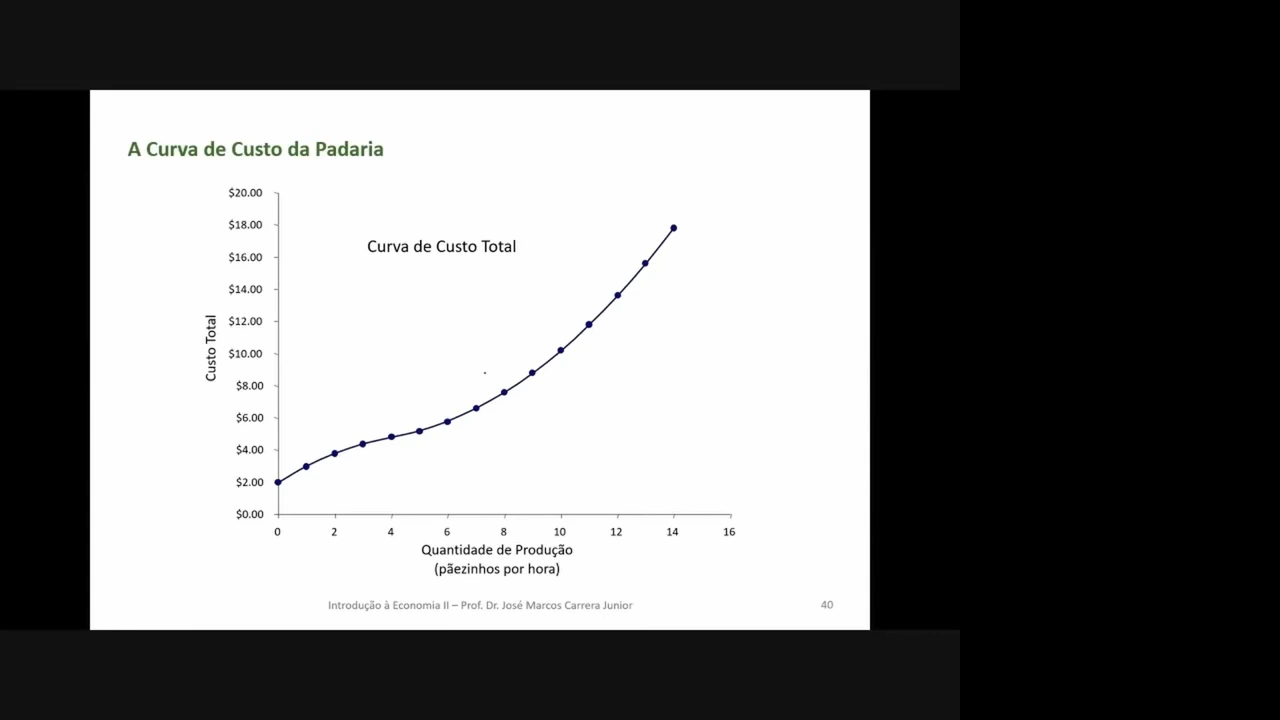 A Curva de Custo da Padaria
$20.00
$18.00
Curva de Custo Total
$16.00
$14.00
$12.00
Custo Total
$10.00
$8.00
$6.00
$4.00
$2.00
$0.00
0 2 4 6 8 10 12 14 16
Quantidade de Produção
(pãezinhos por hora)
Introdução à Economia II – Prof. Dr. José Marcos Carrera Junior 40